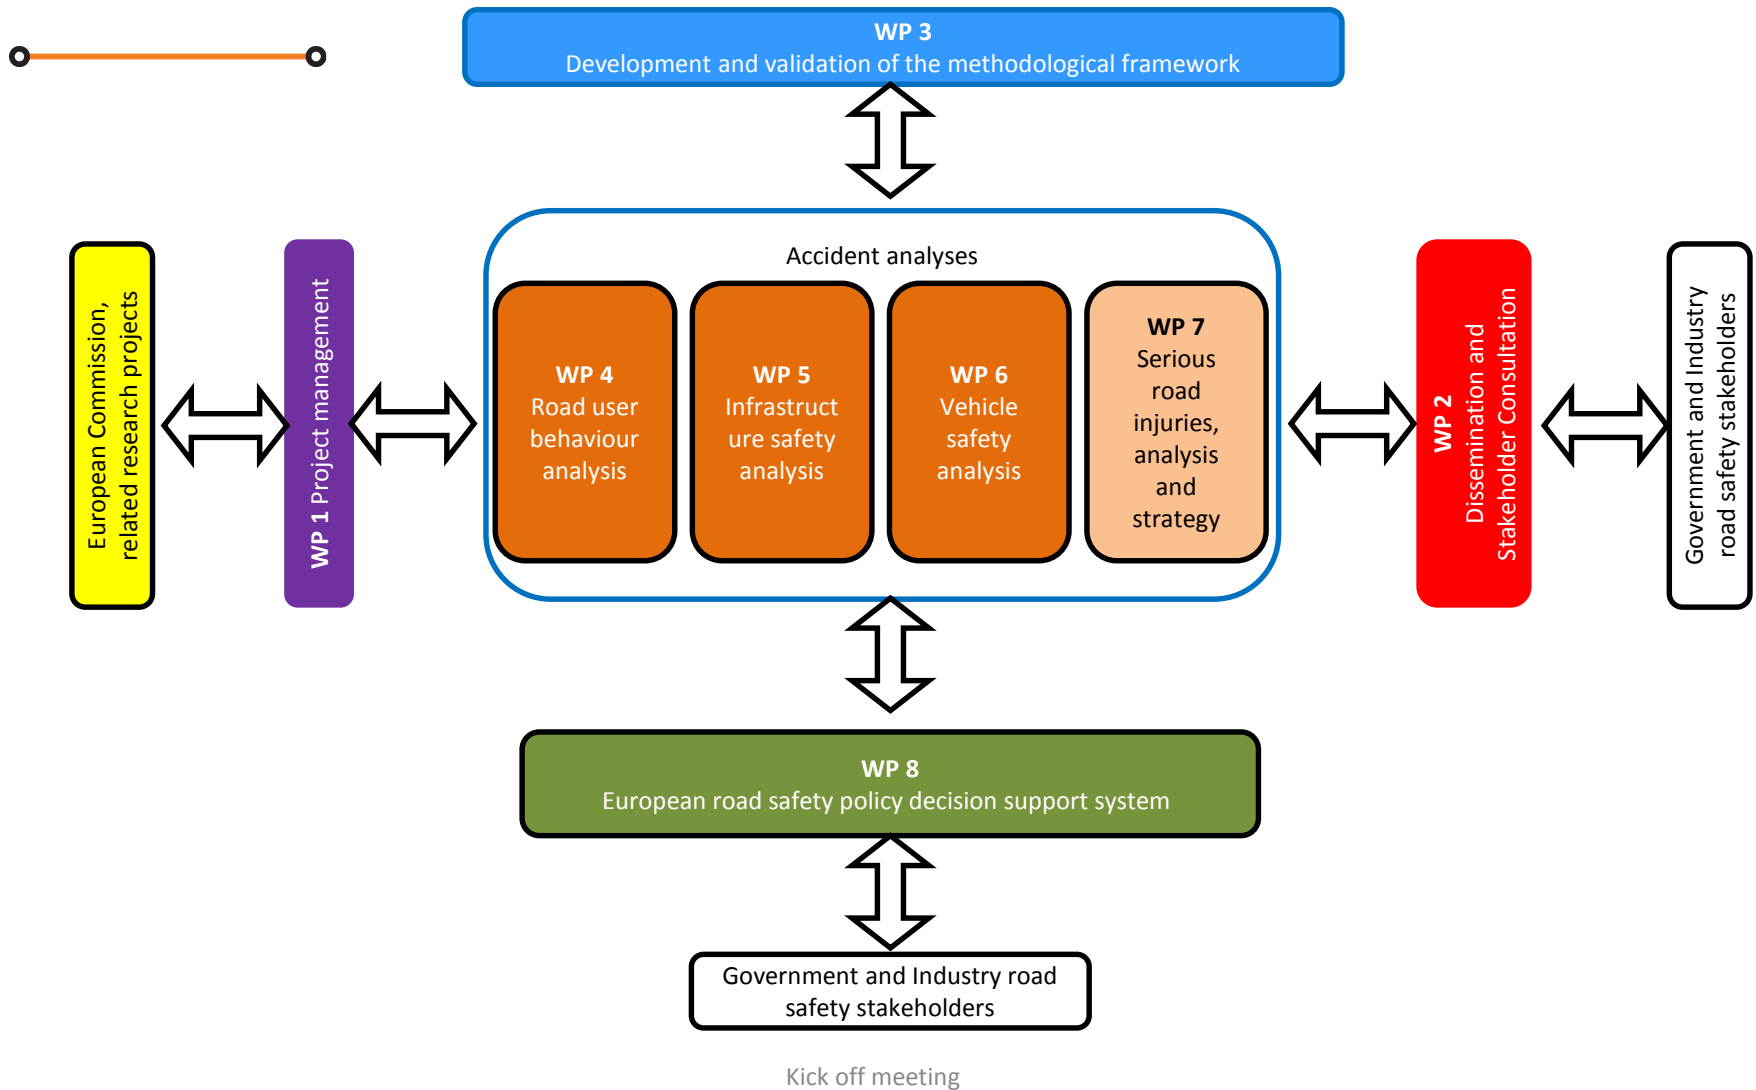 WP 3
Development and validation of the methodological framework
European Commission,
related research projects
WP 1 Project management
Accident analyses
WP 4
Road user
behaviour
analysis
WP 5
Infrastruct
ure safety
analysis
WP 6
Vehicle
safety
analysis
WP 7
Serious
road
injuries,
analysis
and
strategy
WP 2
Dissemination and
Stakeholder Consultation
Government and Industry
road safety stakeholders
WP 8
European road safety policy decision support system
Government and Industry road
safety stakeholders
Kick off meeting